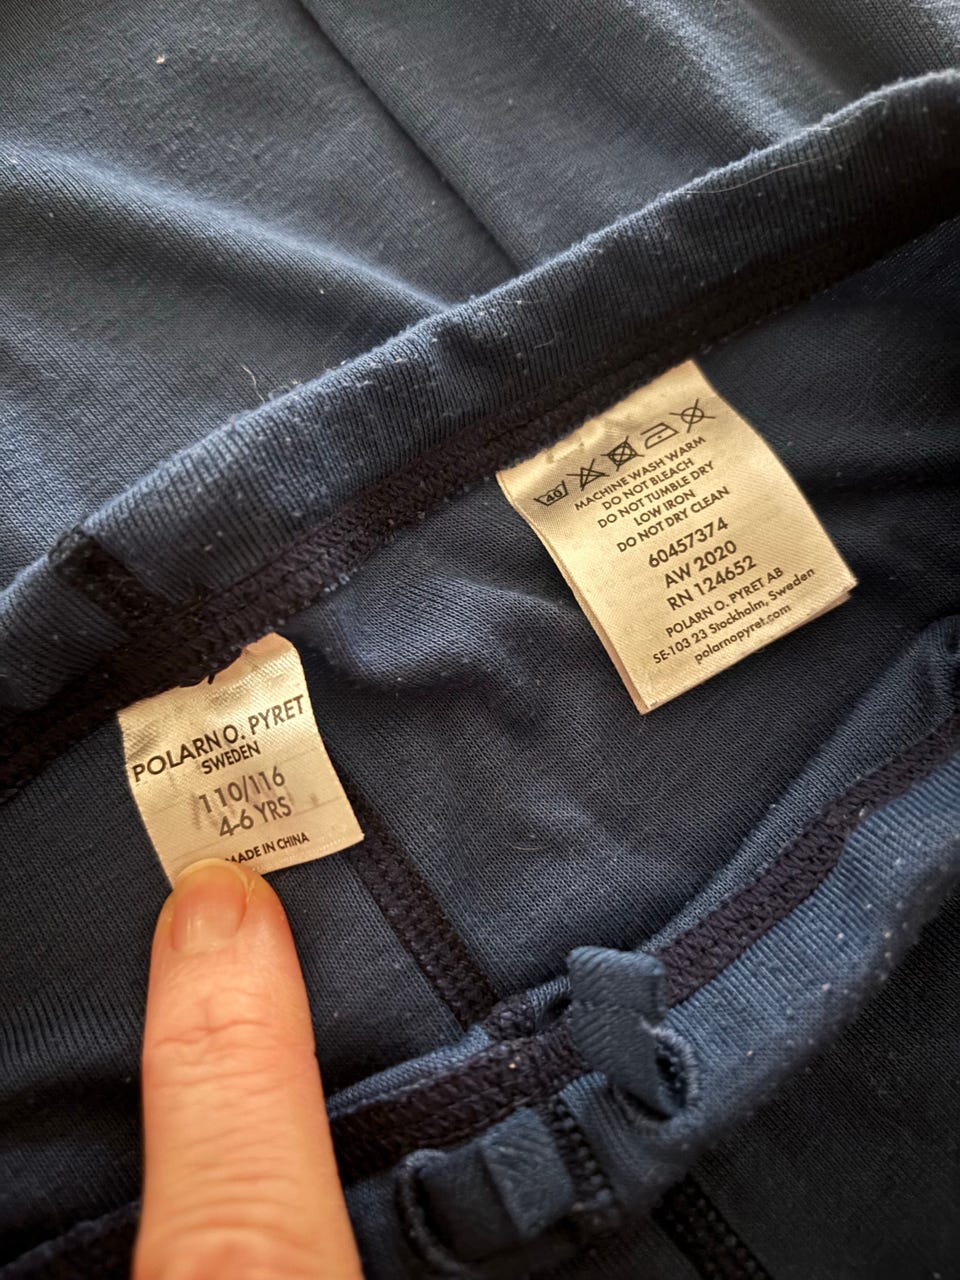 POLARN O. PYRET
SWEDEN
110/116
4-6 YRS
MADE IN CHINA
40
MACHINE WASH WARM
DO NOT BLEACH
DO NOT TUMBLE DRY
LOW IRON
DO NOT DRY CLEAN
60457374
AW 2020
RN 124652
POLARN O. PYRET AB
SE-103 23 Stockholm, Sweden
polarnopyret.com